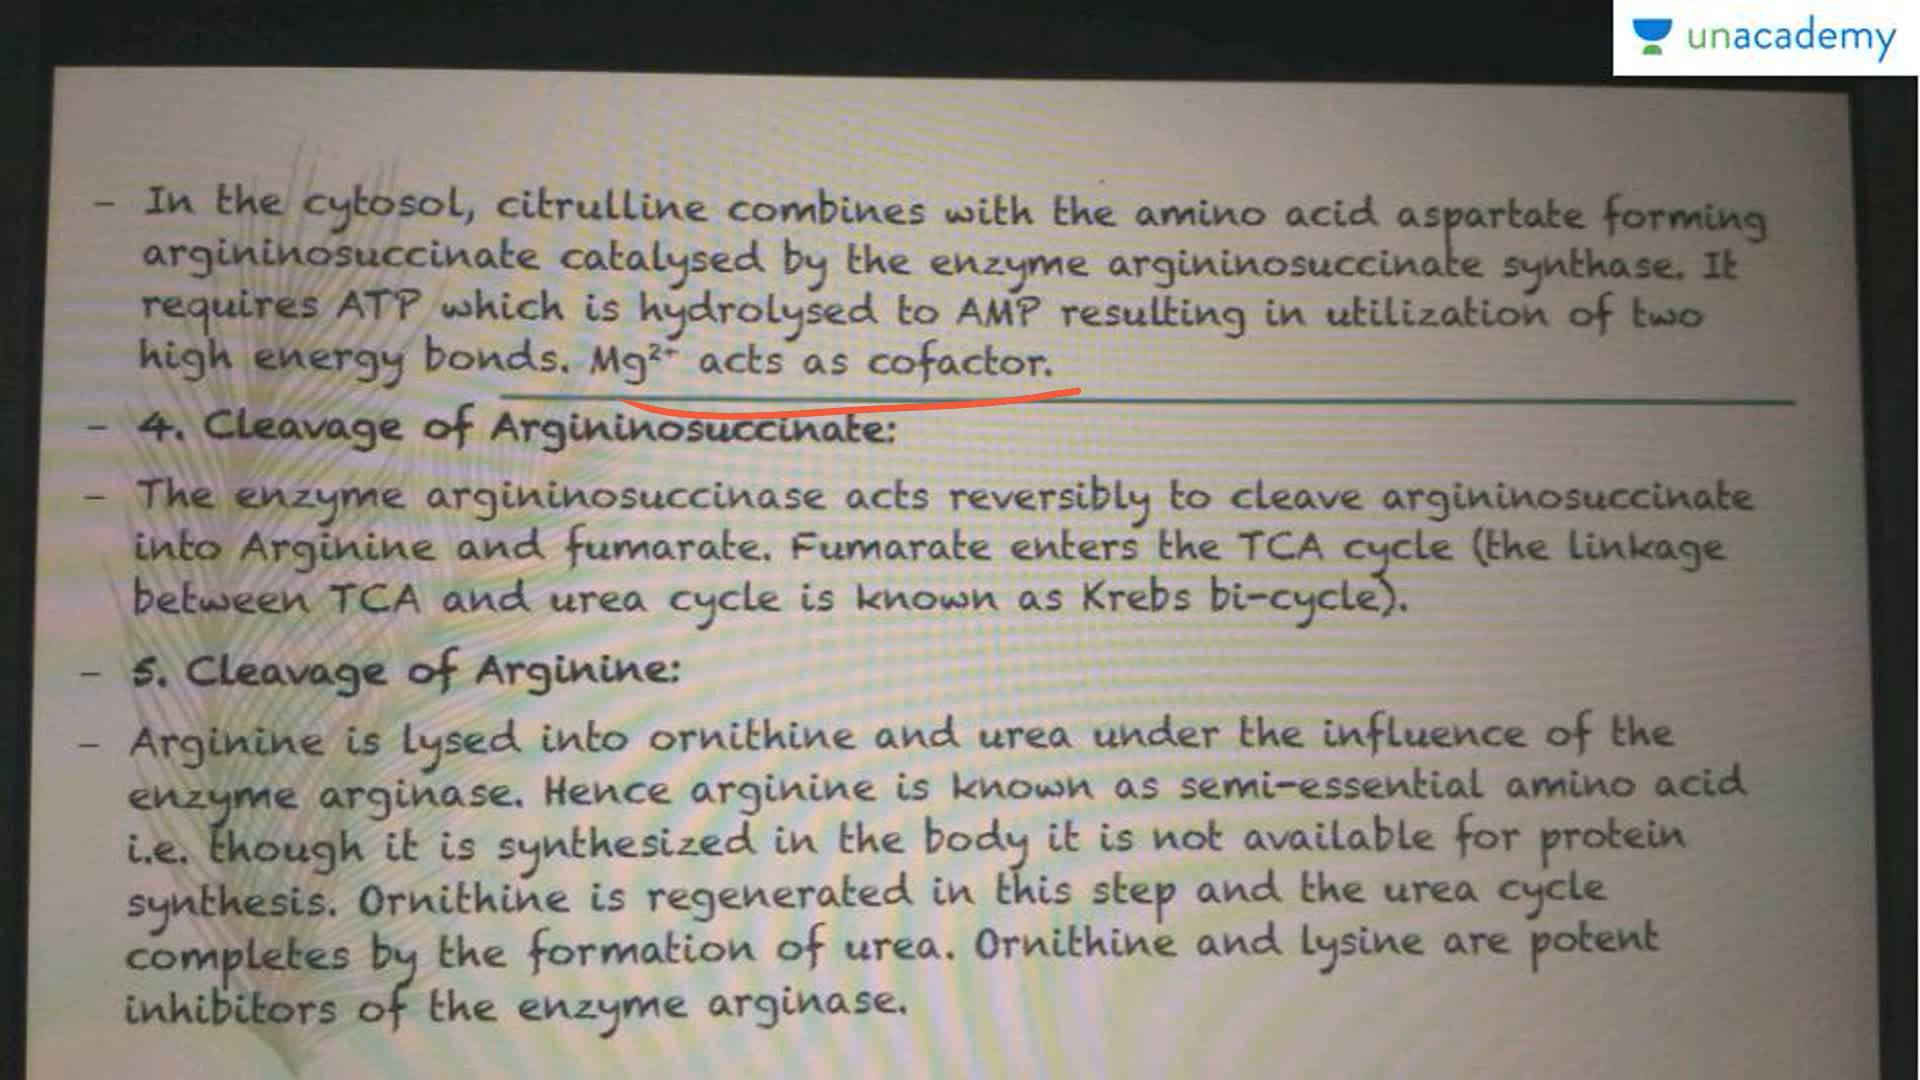 unacademy
- In the cytosol, citrulline combines with the amino acid aspartate forming
argininosuccinate catalysed by the enzyme argininosuccinate synthase. It
requires ATP which is hydrolysed to AMP resulting in utilization of two
high energy bonds. Mg²⁺ acts as cofactor.
- 4. Cleavage of Argininosuccinate:
- The enzyme argininosuccinase acts reversibly to cleave argininosuccinate
into Arginine and fumarate. Fumarate enters the TCA cycle (the linkage
between TCA and urea cycle is known as Krebs bi-cycle).
- 5. Cleavage of Arginine:
- Arginine is lysed into ornithine and urea under the influence of the
enzyme arginase. Hence arginine is known as semi-essential amino acid
i.e. though it is synthesized in the body it is not available for protein
synthesis. Ornithine is regenerated in this step and the urea cycle
completes by the formation of urea. Ornithine and lysine are potent
inhibitors of the enzyme arginase.